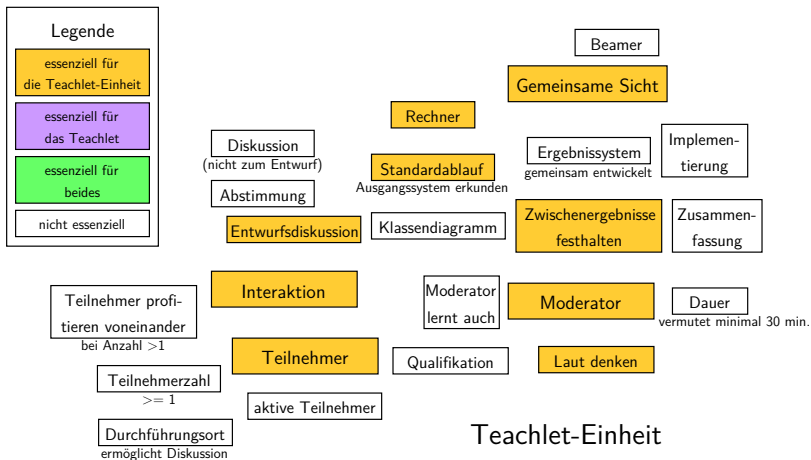 Legende
essenziell für
die Teachlet-Einheit
essenziell für
das Teachlet
essenziell für
beides
nicht essenziell
Beamer
Gemeinsame Sicht
Rechner
Diskussion
(nicht zum Entwurf)
Standardablauf
Ausgangssystem erkunden
Ergebnissystem
gemeinsam entwickelt
Implemen-
tierung
Abstimmung
Entwurfsdiskussion
Klassendiagramm
Zwischenergebnisse
festhalten
Zusammen-
fassung
Interaktion
Moderator
lernt auch
Moderator
Dauer
vermutet minimal 30 min.
Teilnehmer profi-
tieren voneinander
bei Anzahl >1
Teilnehmer
Qualifikation
Laut denken
Teilnehmerzahl
>= 1
aktive Teilnehmer
Durchführungsort
ermöglicht Diskussion
Teachlet-Einheit